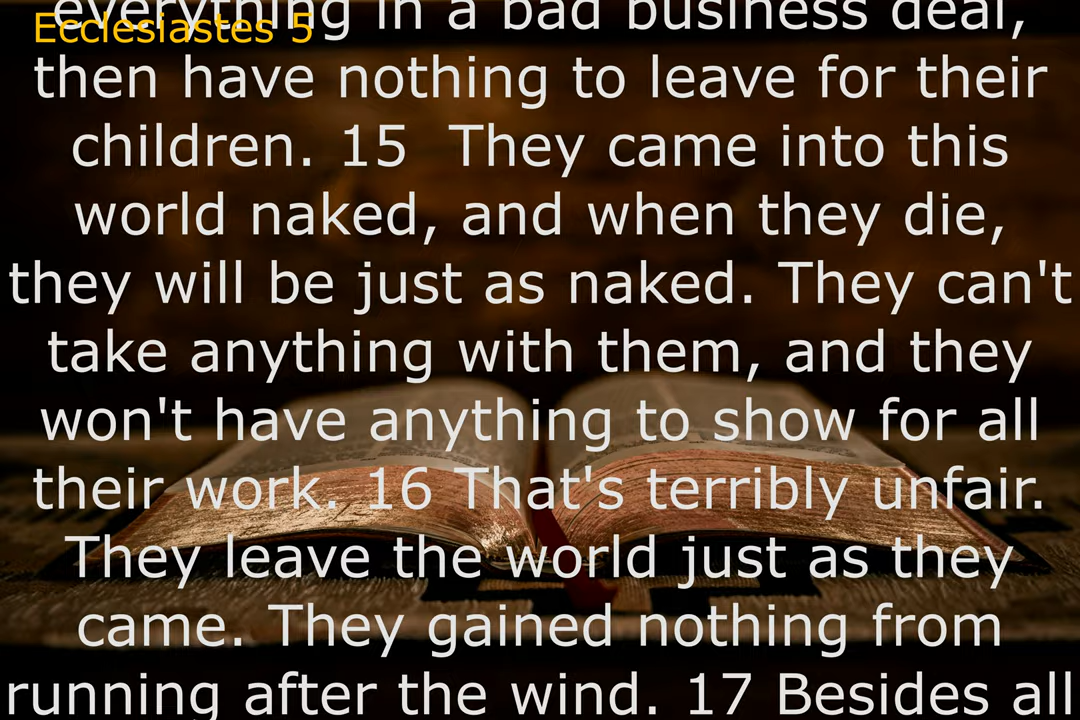 everything in a bad business deal,
Ecclesiastes 5
then have nothing to leave for their
children. 15 They came into this
world naked, and when they die,
they will be just as naked. They can't
take anything with them, and they
won't have anything to show for all
their work. 16 That's terribly unfair.
They leave the world just as they
came. They gained nothing from
running after the wind. 17 Besides all